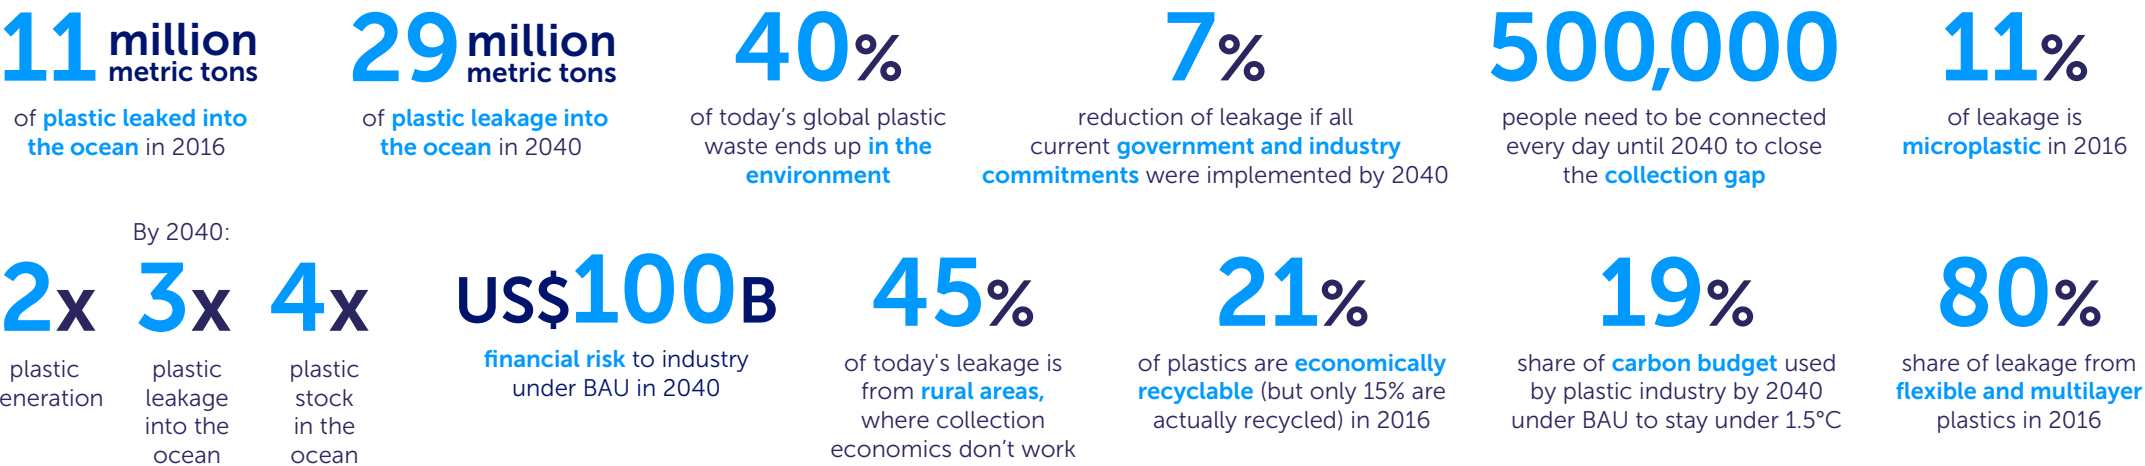 11 million
metric tons
of plastic leaked into
the ocean in 2016
29 million
metric tons
of plastic leakage into
the ocean in 2040
40%
of today’s global plastic
waste ends up in the
environment
7%
reduction of leakage if all
current government and industry
commitments were implemented by 2040
500,000
people need to be connected
every day until 2040 to close
the collection gap
11%
of leakage is
microplastic in 2016
By 2040:
2x
plastic
eneration
3x
plastic
leakage
into the
ocean
4x
plastic
stock
in the
ocean
US$100B
financial risk to industry
under BAU in 2040
45%
of today's leakage is
from rural areas,
where collection
economics don’t work
21%
of plastics are economically
recyclable (but only 15% are
actually recycled) in 2016
19%
share of carbon budget used
by plastic industry by 2040
under BAU to stay under 1.5°C
80%
share of leakage from
flexible and multilayer
plastics in 2016